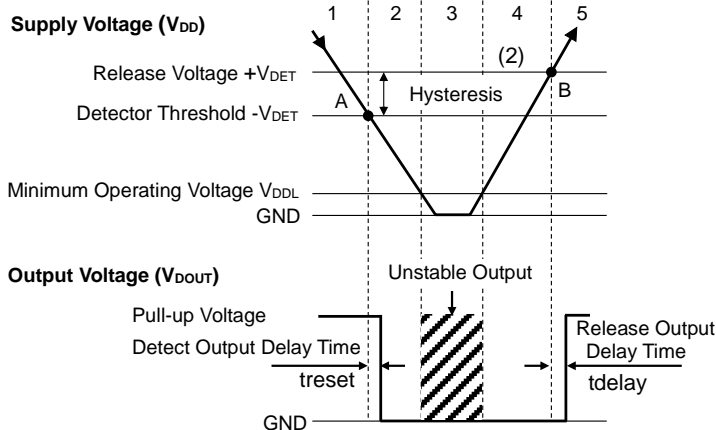 1 2 3 4 5
Supply Voltage (VDD)
(2)
Release Voltage +VDET
A
Hysteresis
B
Detector Threshold -VDET
Minimum Operating Voltage VDDL
GND
Output Voltage (VDOUT)
Unstable Output
Pull-up Voltage
Release Output
Detect Output Delay Time
Delay Time
treset
tdelay
GND